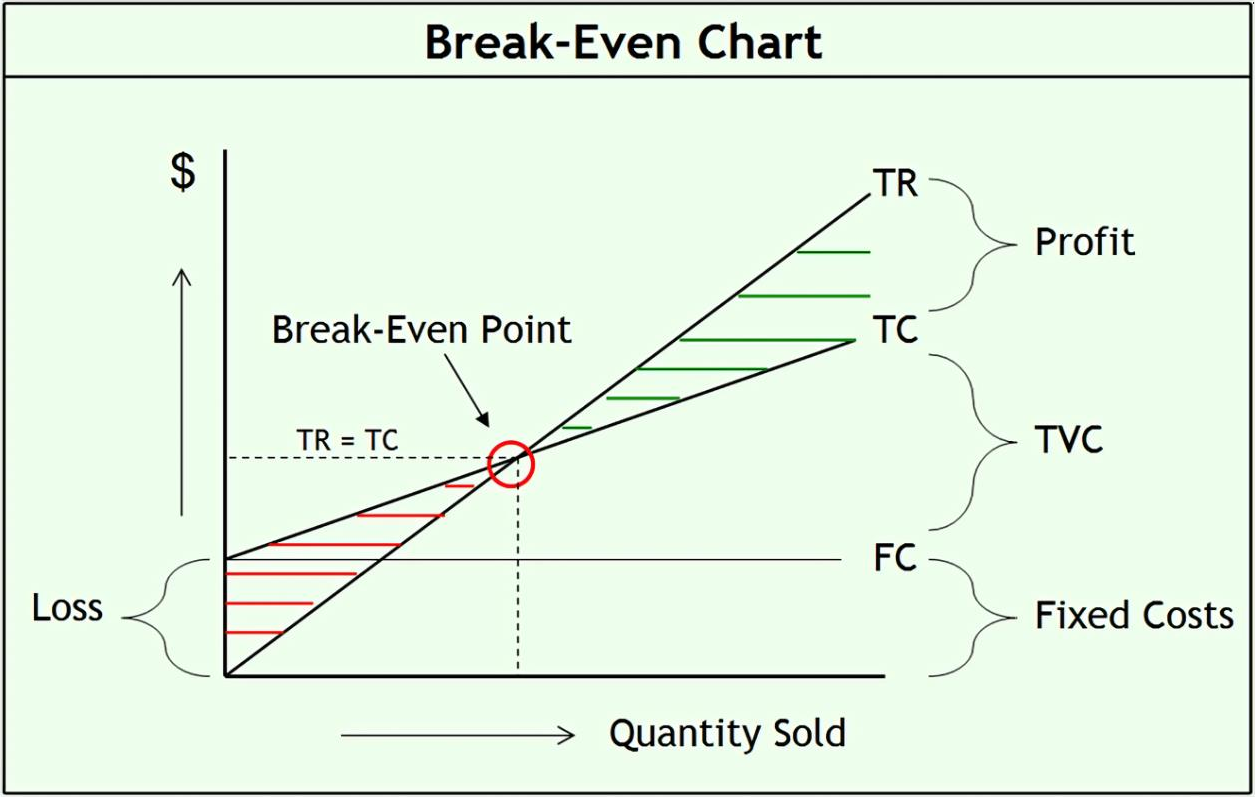 Break-Even Chart
$
TR
Profit
Break-Even Point
TC
TR = TC
TVC
FC
Loss
Fixed Costs
Quantity Sold